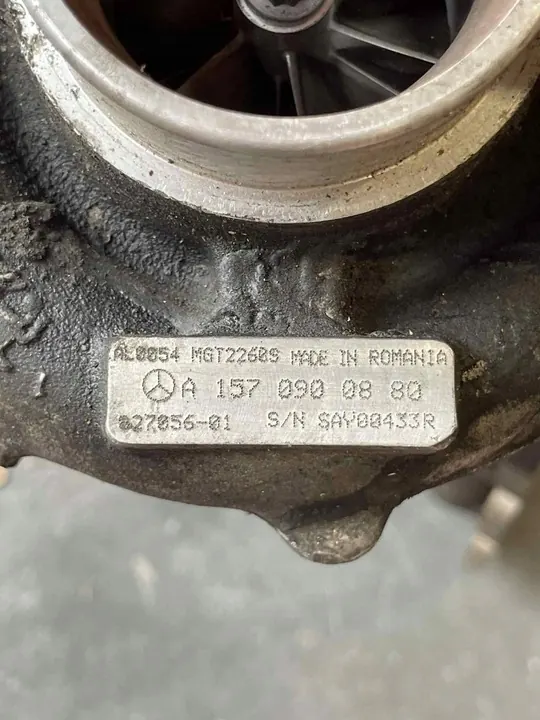 AL0054 MGT2260S MADE IN ROMANIA
A 157 090 08 80
827056-01 S/N SAY00433R